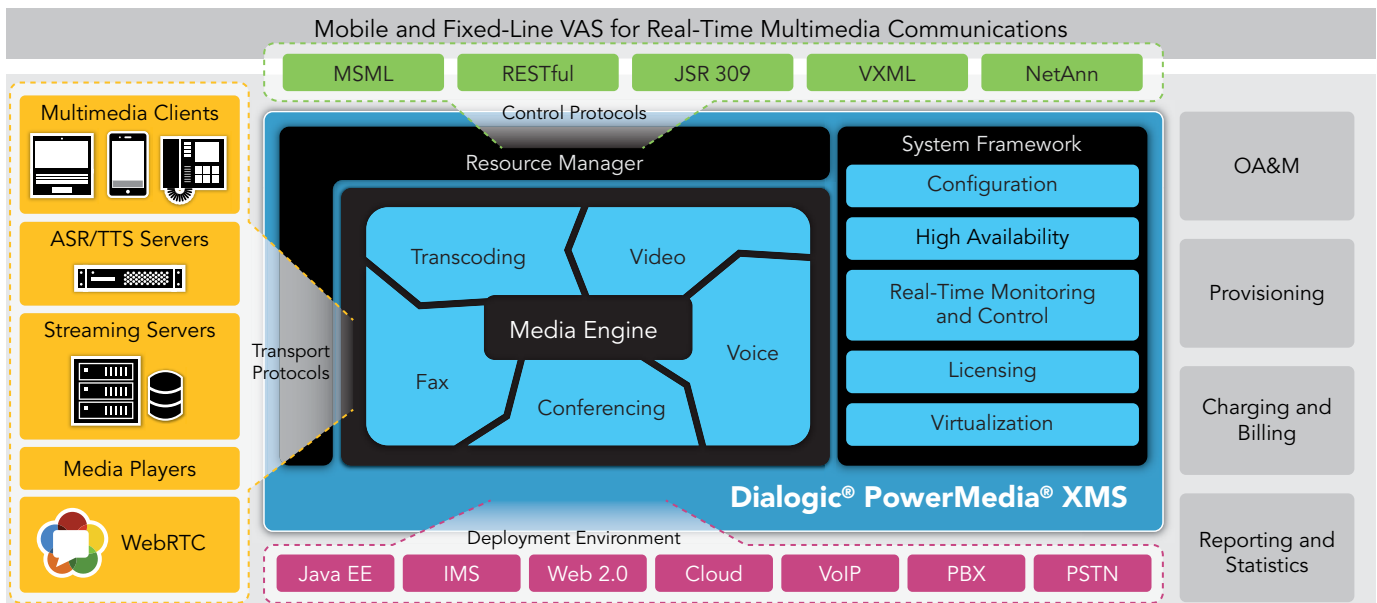 Mobile and Fixed-Line VAS for Real-Time Multimedia Communications
MSML
RESTful
JSR 309
VXML
NetAnn
Control Protocols
Multimedia Clients
ASR/TTS Servers
Streaming Servers
Media Players
WebRTC
Transport
Protocols
Resource Manager
Transcoding
Video
Media Engine
Voice
Fax
Conferencing
System Framework
Configuration
High Availability
Real-Time Monitoring
and Control
Licensing
Virtualization
Dialogic® PowerMedia® XMS
Deployment Environment
Java EE
IMS
Web 2.0
Cloud
VoIP
PBX
PSTN
OA&M
Provisioning
Charging and
Billing
Reporting and
Statistics